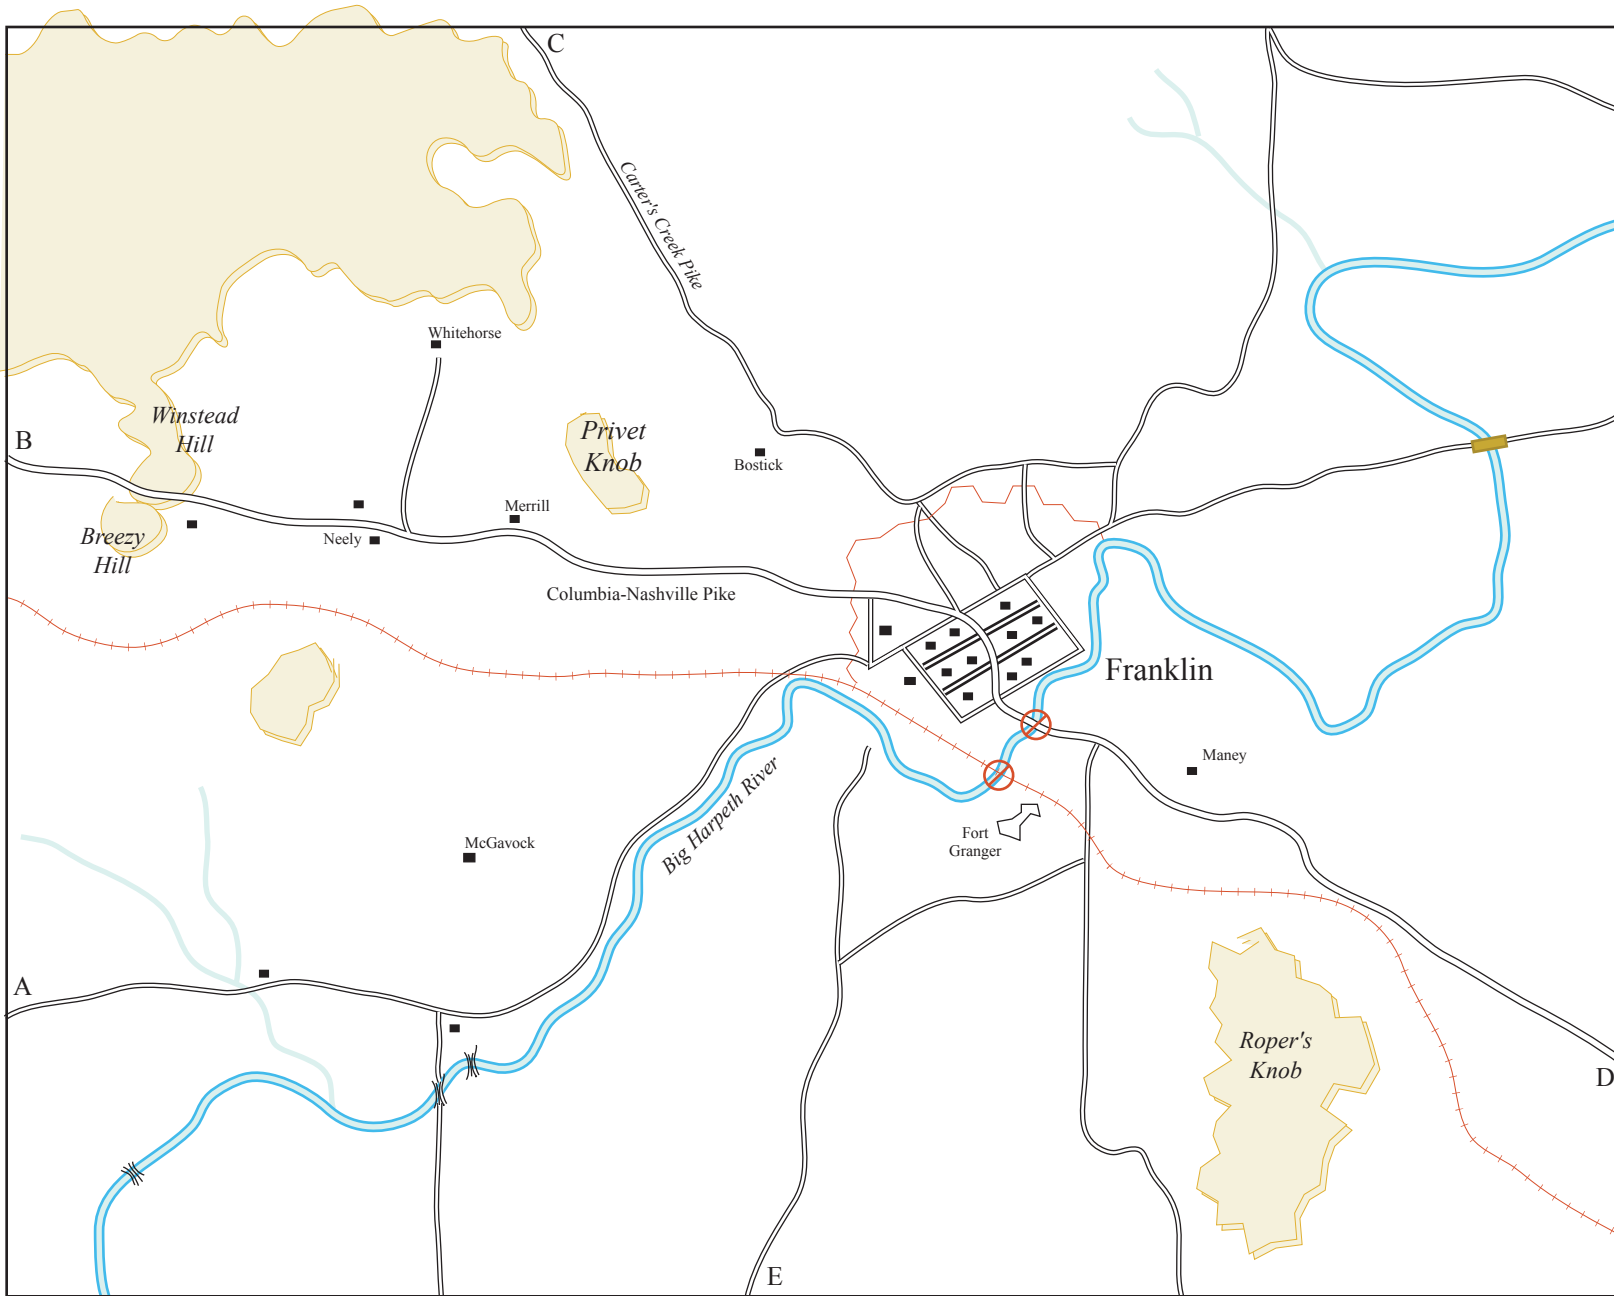 C
Carter's Creek Pike
Whitehorse
Winstead
Hill
B
Privet
Knob
Bostick
Merrill
Neely
Breezy
Hill
Columbia-Nashville Pike
Franklin
Maney
Big Harpeth River
Fort
Granger
McGavock
A
Roper's
Knob
D
E